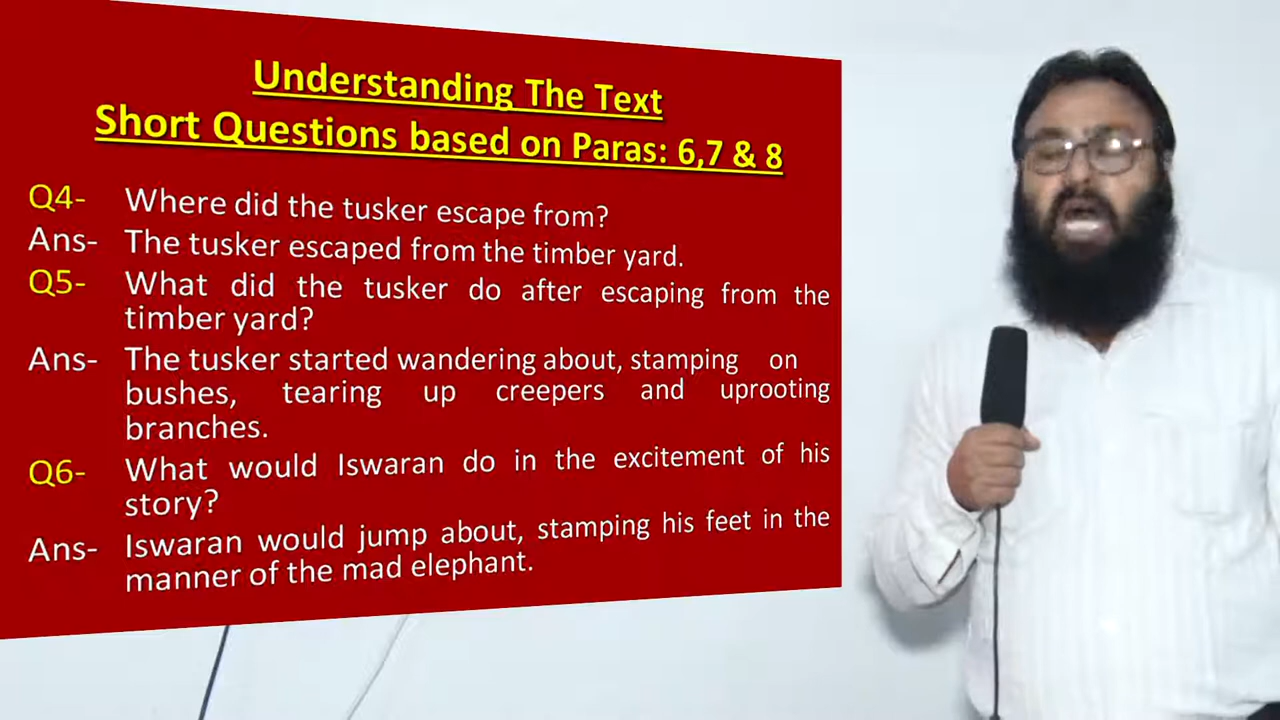 Understanding The Text
Short Questions based on Paras: 6,7 & 8
Q4- Where did the tusker escape from?
Ans- The tusker escaped from the timber yard.
Q5- What did the tusker do after escaping from the
timber yard?
Ans- The tusker started wandering about, stamping on
bushes, tearing up creepers and uprooting
branches.
Q6- What would Iswaran do in the excitement of his
story?
Ans- Iswaran would jump about, stamping his feet in the
manner of the mad elephant.